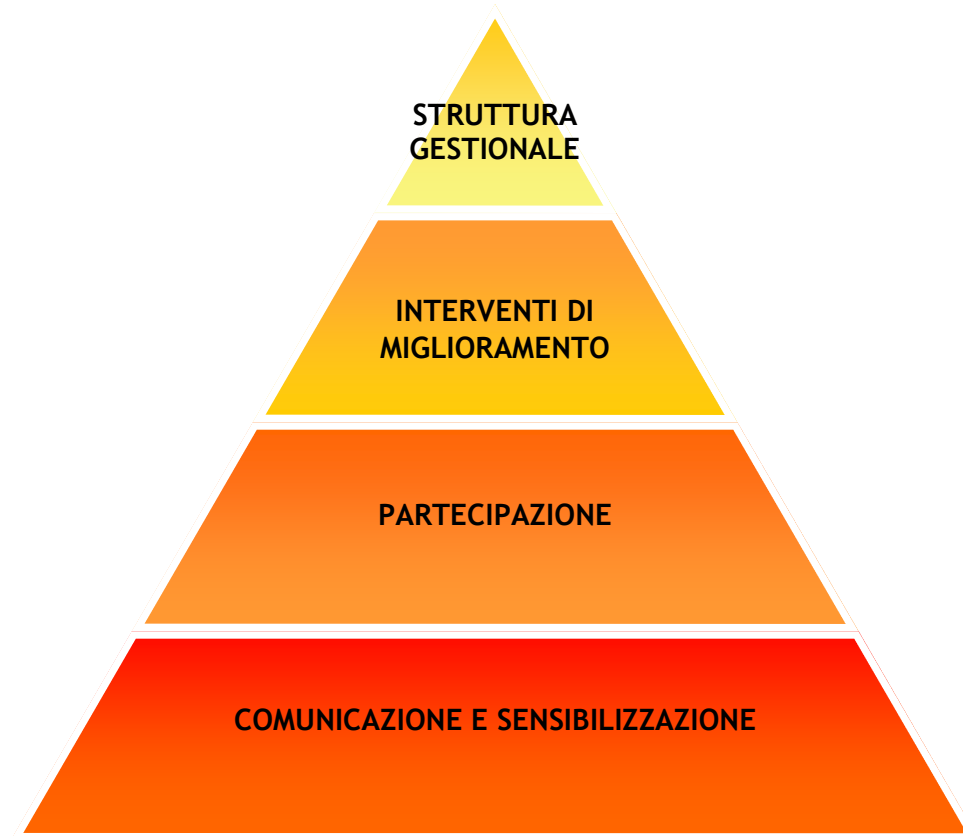 STRUTTURA
GESTIONALE
INTERVENTI DI
MIGLIORAMENTO
PARTECIPAZIONE
COMUNICAZIONE E SENSIBILIZZAZIONE